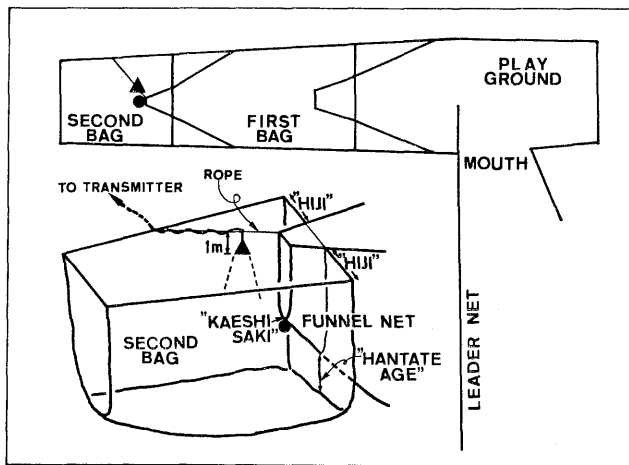 PLAY
GROUND
SECOND
BAG
FIRST
BAG
MOUTH
TO TRANSMITTER
ROPE
"HIJI"
1m
"HIJI"
"KAESHI
SAKI"
FUNNEL NET
SECOND
BAG
"HANTATE
AGE"
LEADER NET